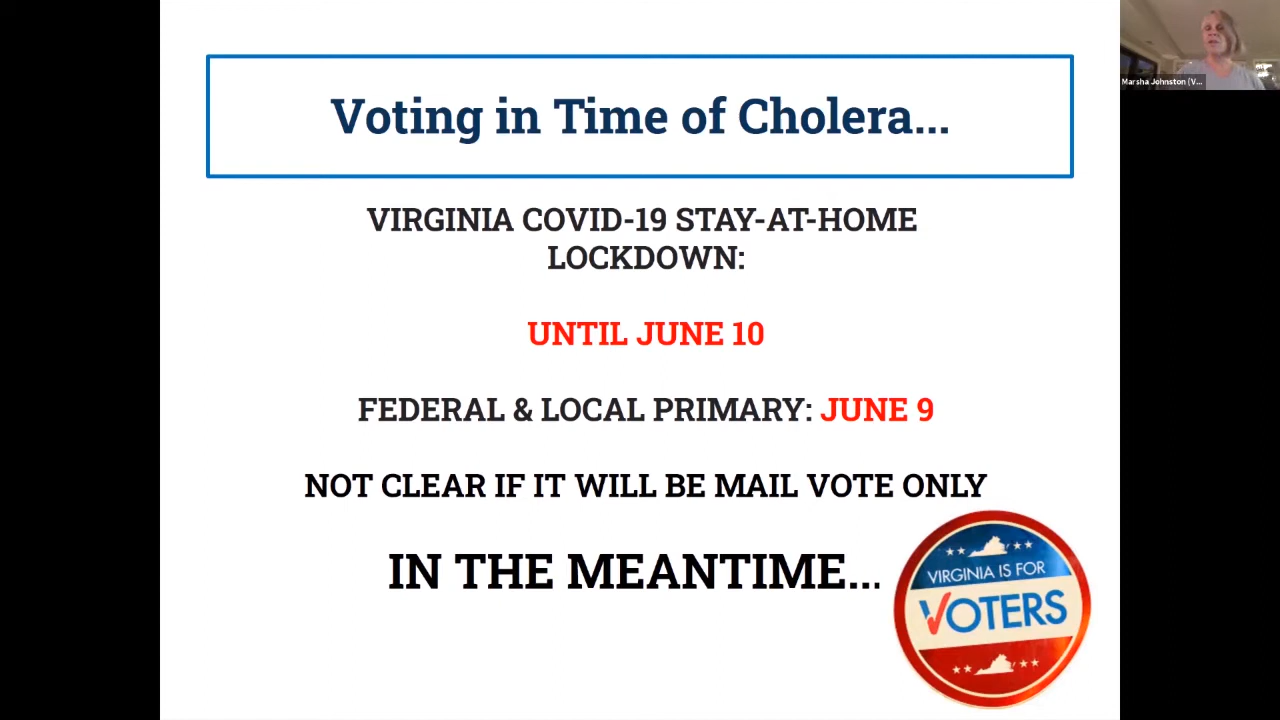 Voting in Time of Cholera...
Marsha Johnston (V...
VIRGINIA COVID-19 STAY-AT-HOME
LOCKDOWN:
UNTIL JUNE 10
FEDERAL & LOCAL PRIMARY: JUNE 9
NOT CLEAR IF IT WILL BE MAIL VOTE ONLY
IN THE MEANTIME...
VIRGINIA IS FOR
VOTERS